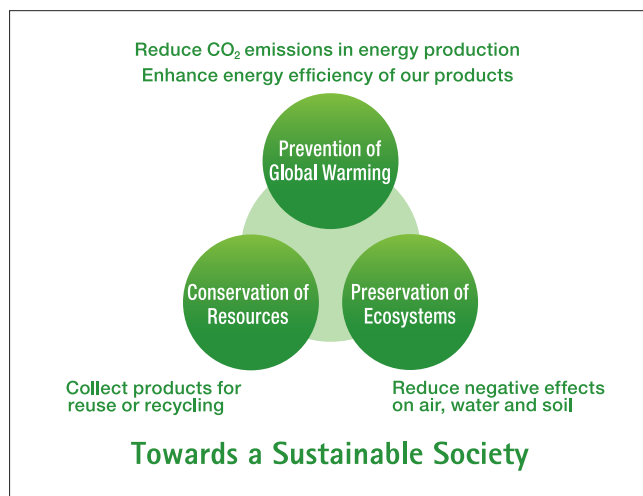 Reduce CO₂ emissions in energy production
Enhance energy efficiency of our products
Prevention of
Global Warming
Conservation of
Resources
Preservation of
Ecosystems
Collect products for
reuse or recycling
Reduce negative effects
on air, water and soil
Towards a Sustainable Society